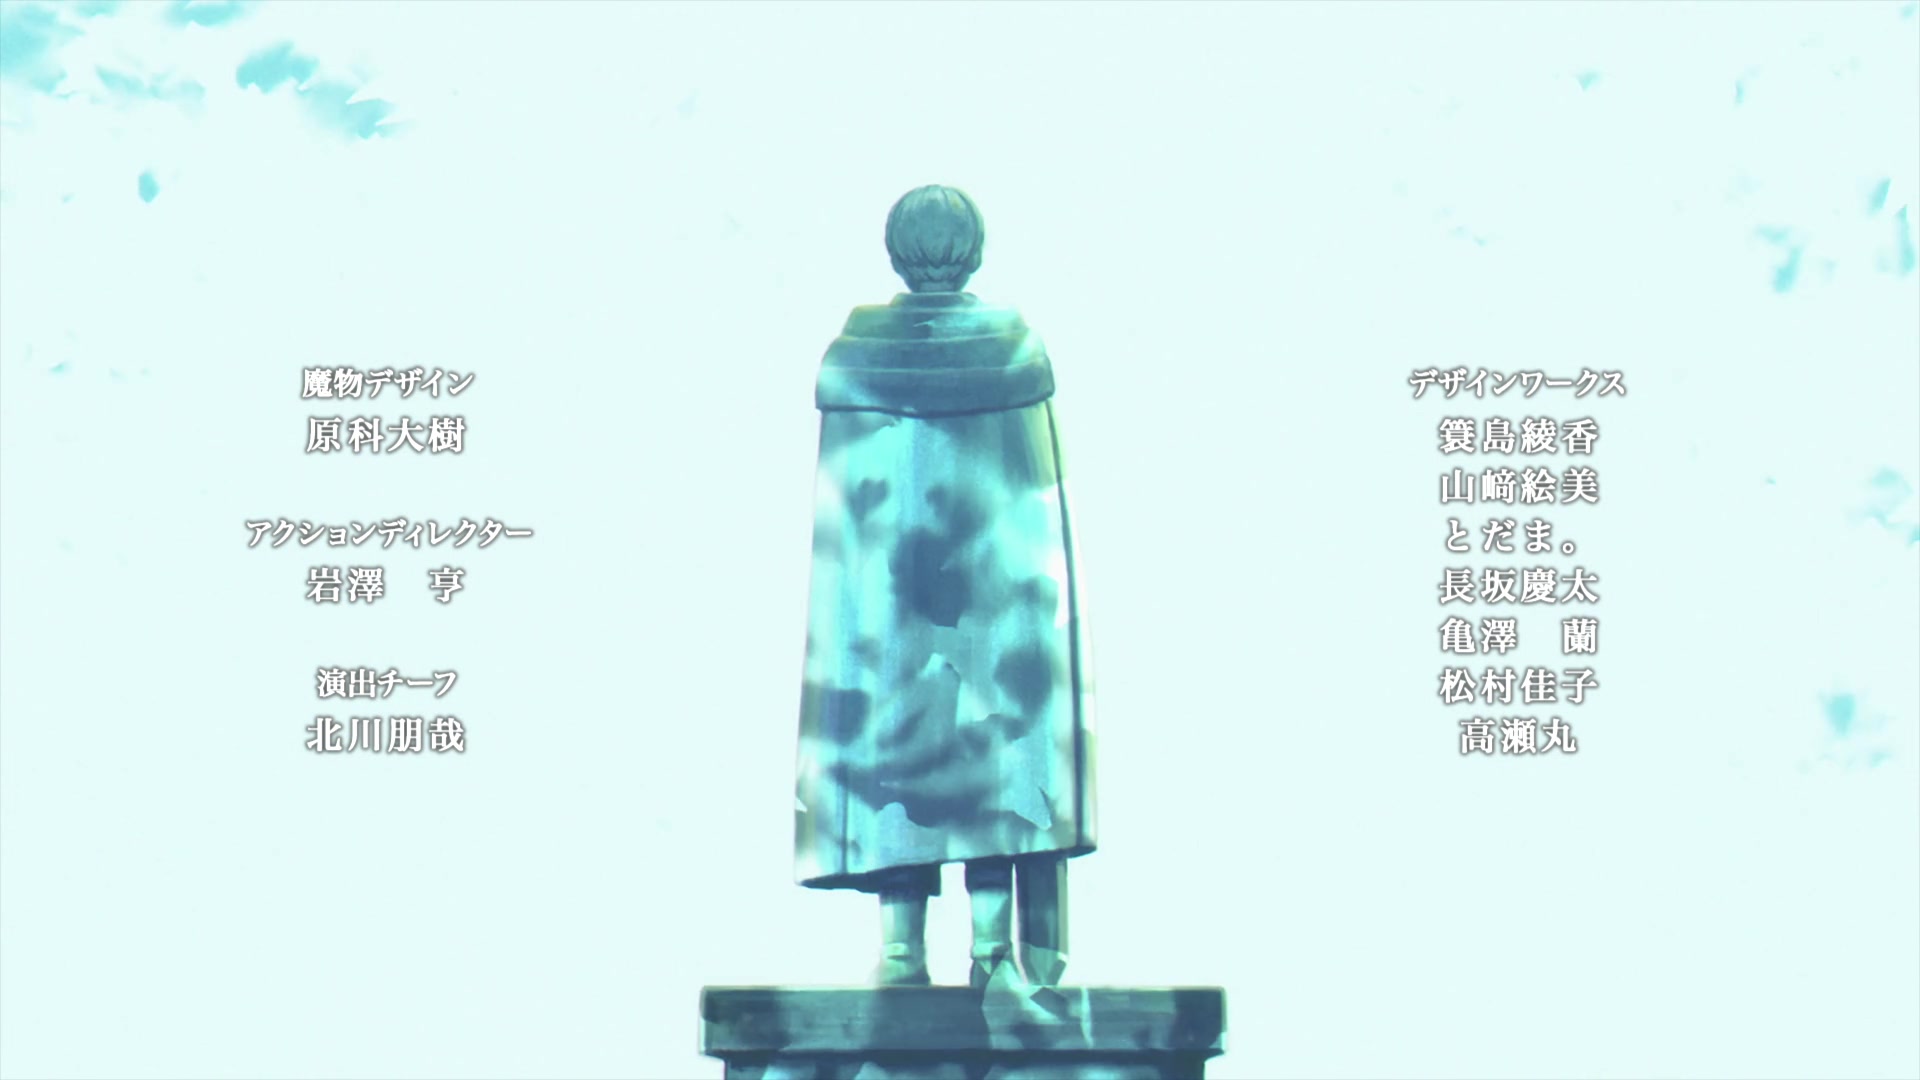 魔物デザイン
原科大樹
アクションディレクター
岩澤　亨
演出チーフ
北川朋哉
デザインワークス
簑島綾香
山﨑絵美
とだま。
長坂慶太
亀澤　蘭
松村佳子
高瀬丸